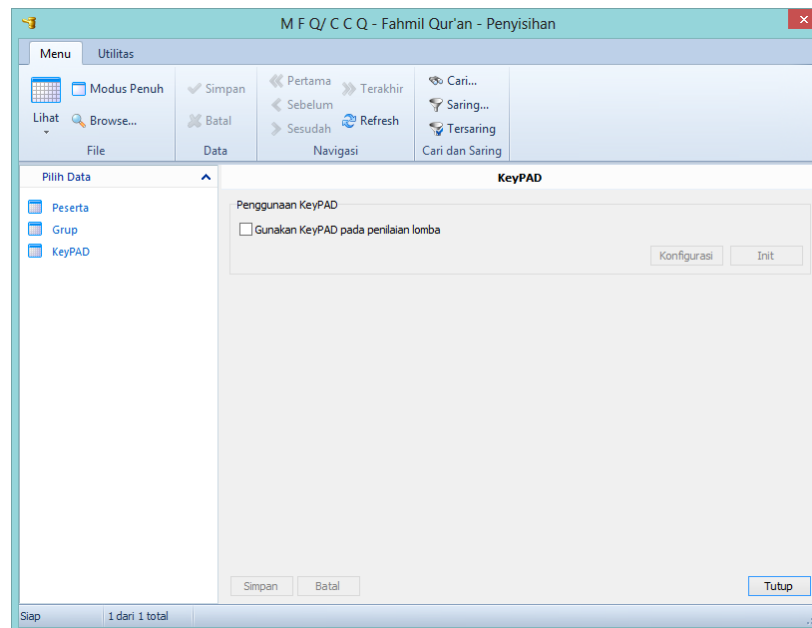 M F Q/ C C Q - Fahmil Qur'an - Penyisihan
Menu Utilitas
Modus Penuh
Lihat
Browse...
File
Simpan
Batal
Data
Pertama
Terakhir
Sebelum
Sesudah
Refresh
Navigasi
Cari...
Saring...
Tersaring
Cari dan Saring
Pilih Data
Peserta
Grup
KeyPAD
KeyPAD
Penggunaan KeyPAD
Gunakan KeyPAD pada penilaian lomba
Konfigurasi Init
Simpan Batal Tutup
Siap 1 dari 1 total